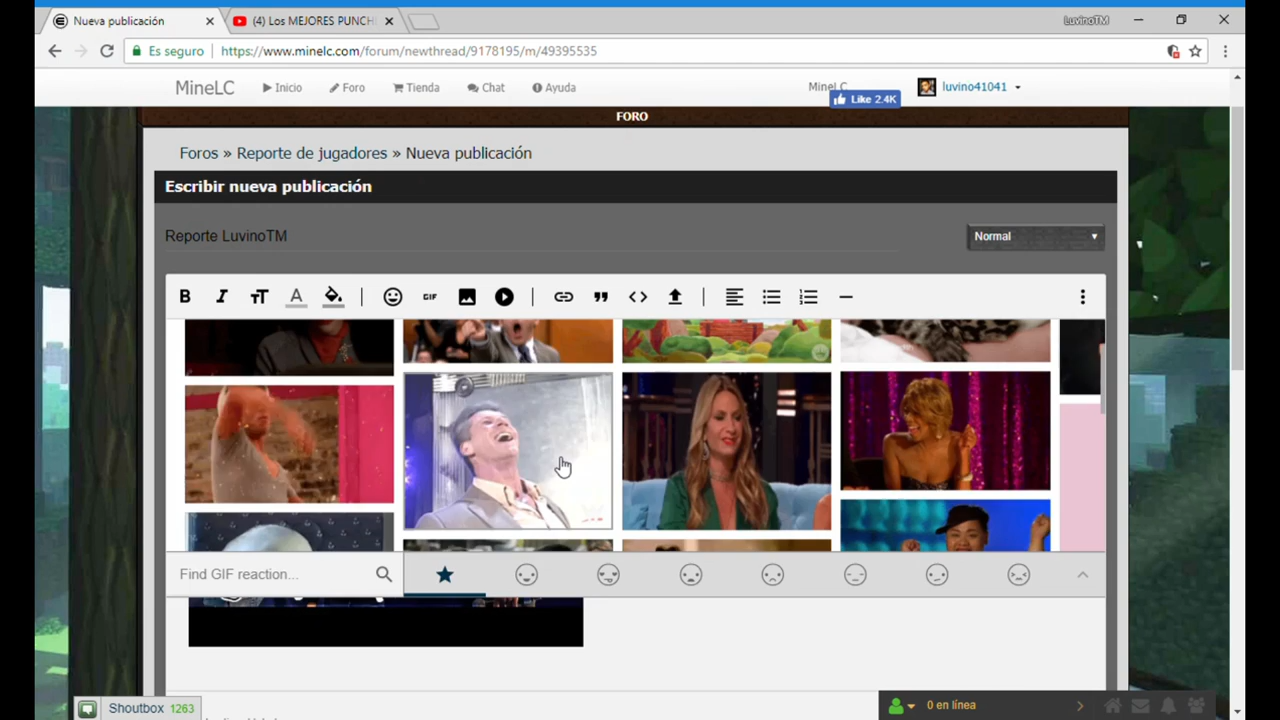 Nueva publicación
(4) Los MEJORES PUNCH
LuvinoTM
Es seguro
https://www.minelc.com/forum/newthread/9178195/m/49395535
MineLC
Inicio
Foro
Tienda
Chat
Ayuda
MineLC
Like 2.4K
luvino41041
FORO
Foros » Reporte de jugadores » Nueva publicación
Escribir nueva publicación
Reporte LuvinoTM
Normal
B I TT A GIF
Find GIF reaction...
Shoutbox 1263
0 en línea